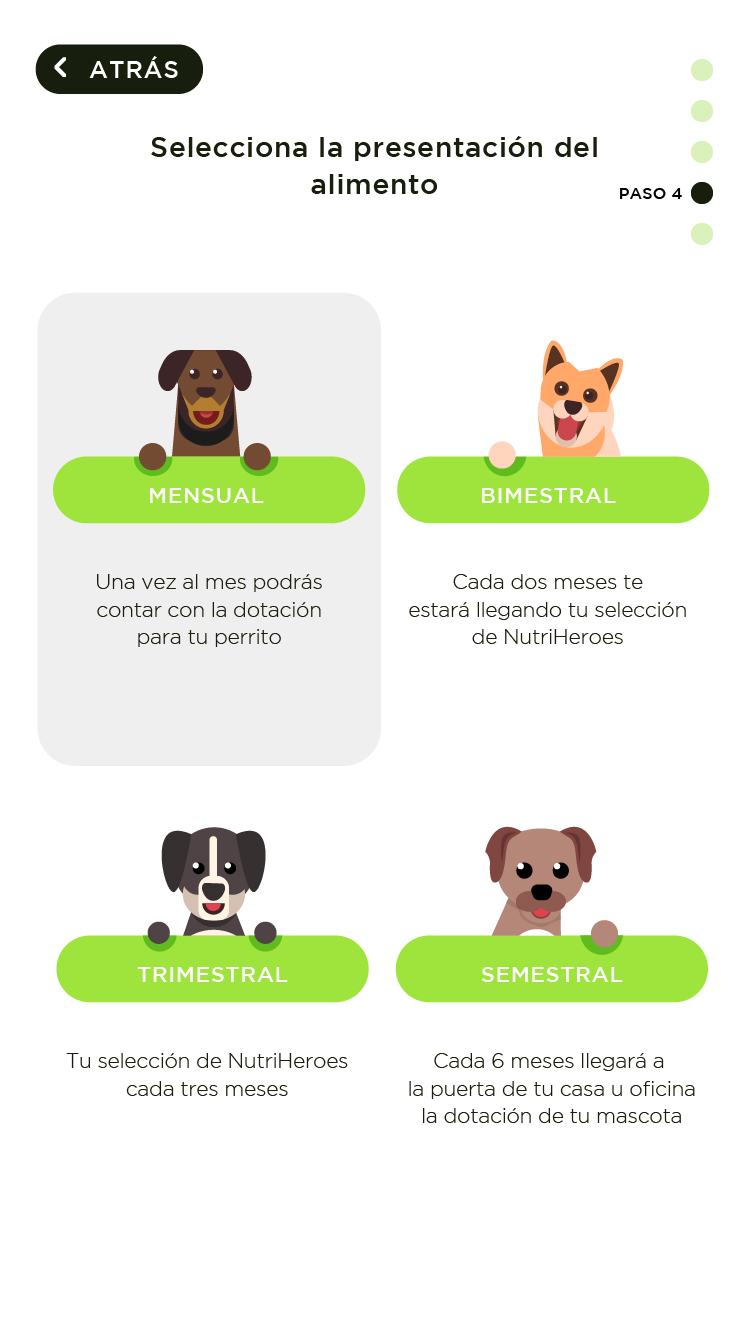 ATRÁS
Selecciona la presentación del
alimento
PASO 4
MENSUAL
Una vez al mes podrás
contar con la dotación
para tu perrito
BIMESTRAL
Cada dos meses te
estará llegando tu selección
de NutriHeroes
TRIMESTRAL
Tu selección de NutriHeroes
cada tres meses
SEMESTRAL
Cada 6 meses llegará a
la puerta de tu casa u oficina
la dotación de tu mascota